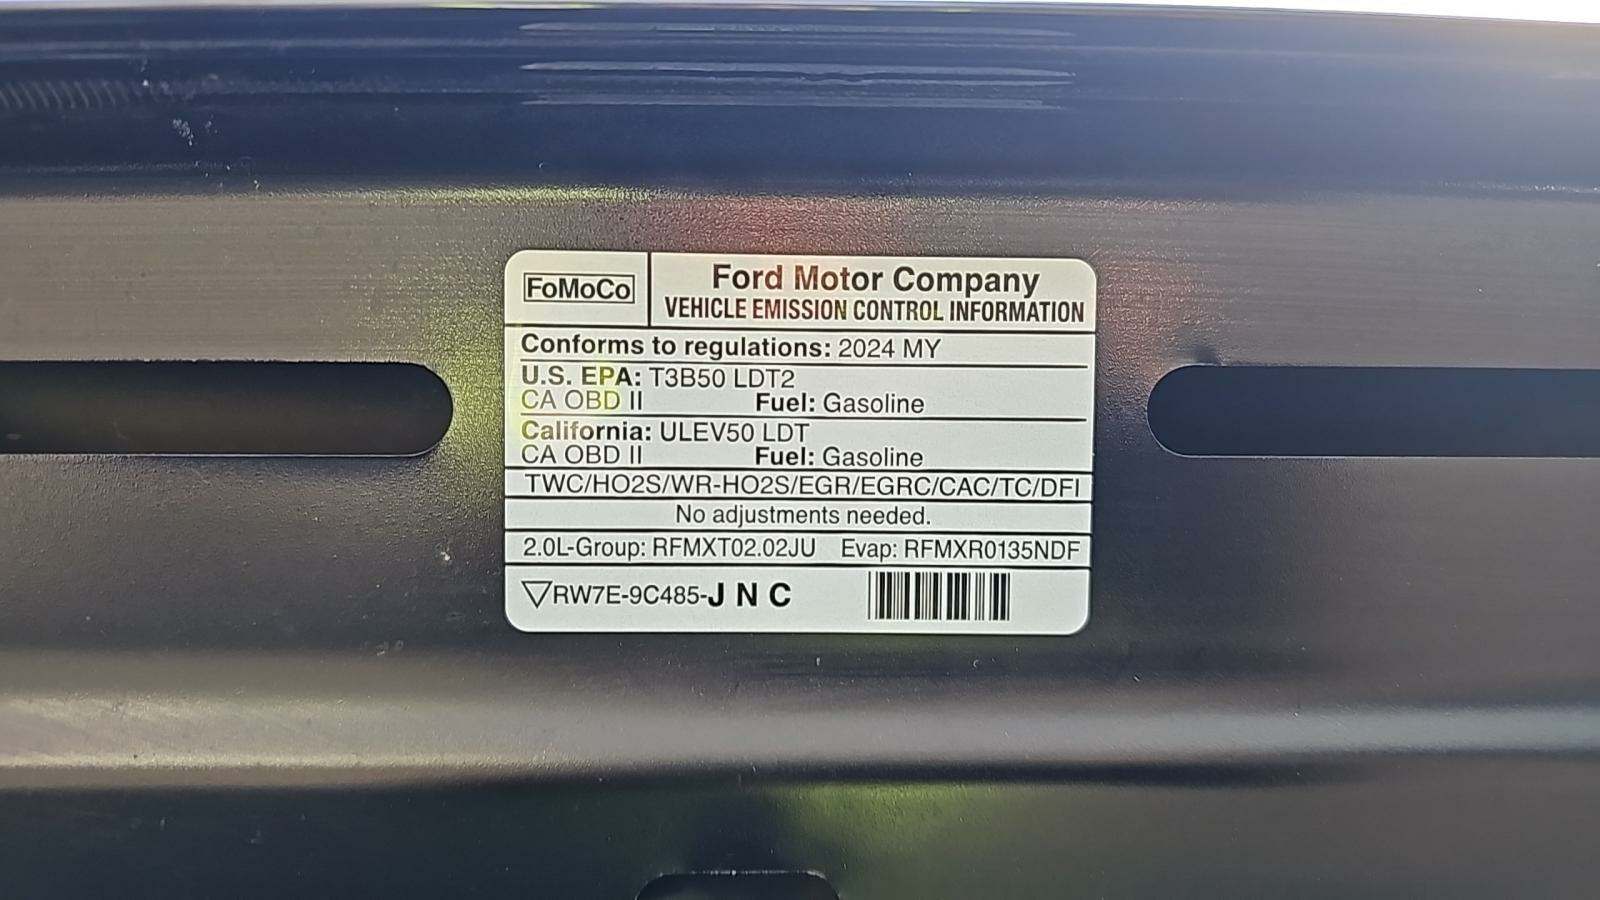 FoMoCo
Ford Motor Company
VEHICLE EMISSION CONTROL INFORMATION
Conforms to regulations: 2024 MY
U.S. EPA: T3B50 LDT2
CA OBD II Fuel: Gasoline
California: ULEV50 LDT
CA OBD II Fuel: Gasoline
TWC/HO2S/WR-HO2S/EGR/EGRC/CAC/TC/DFI
No adjustments needed.
2.0L-Group: RFMXT02.02JU Evap: RFMXR0135NDF
▽RW7E-9C485-J N C